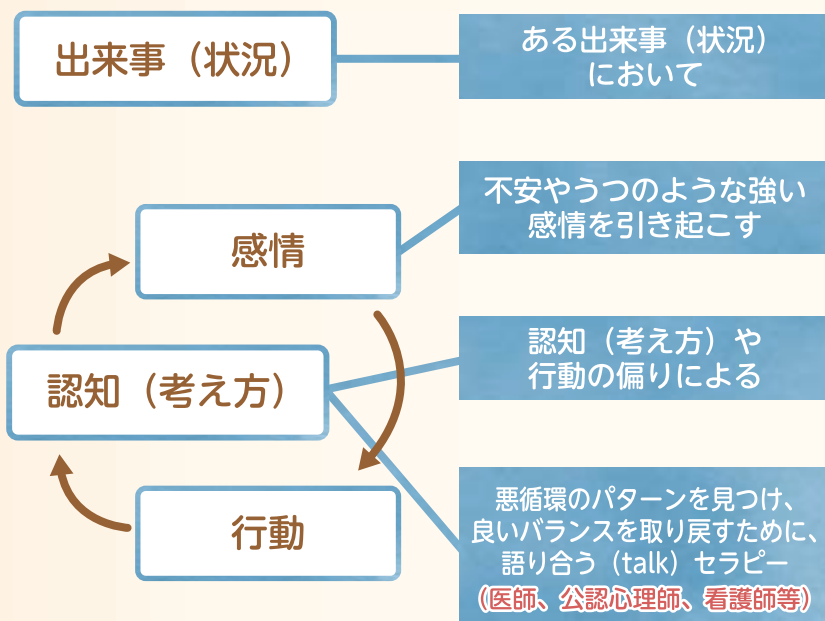 出来事（状況）
ある出来事（状況）
において
感情
不安やうつのような強い
感情を引き起こす
認知（考え方）
認知（考え方）や
行動の偏りによる
行動
悪循環のパターンを見つけ、
良いバランスを取り戻すために、
語り合う（talk）セラピー
（医師、公認心理師、看護師等）